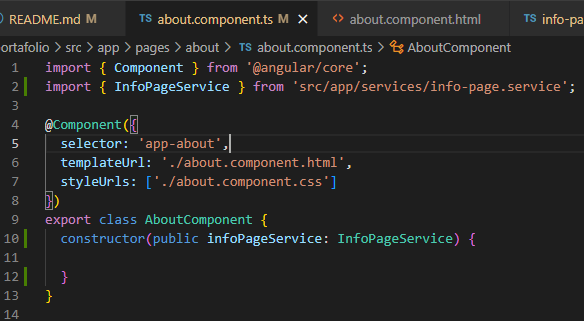 README.md M TS about.component.ts M X <> about.component.html TS
ortafolio > src > app > pages > about > TS about.component.ts > AboutComponent
1 import { Component } from '@angular/core';
2 import { InfoPageService } from 'src/app/services/info-page.service';
3
4 @Component({
5 selector: 'app-about',
6 templateUrl: './about.component.html',
7 styleUrls: ['./about.component.css']
8 })
9 export class AboutComponent {
10 constructor(public infoPageService: InfoPageService) {
11
12 }
13 }
14